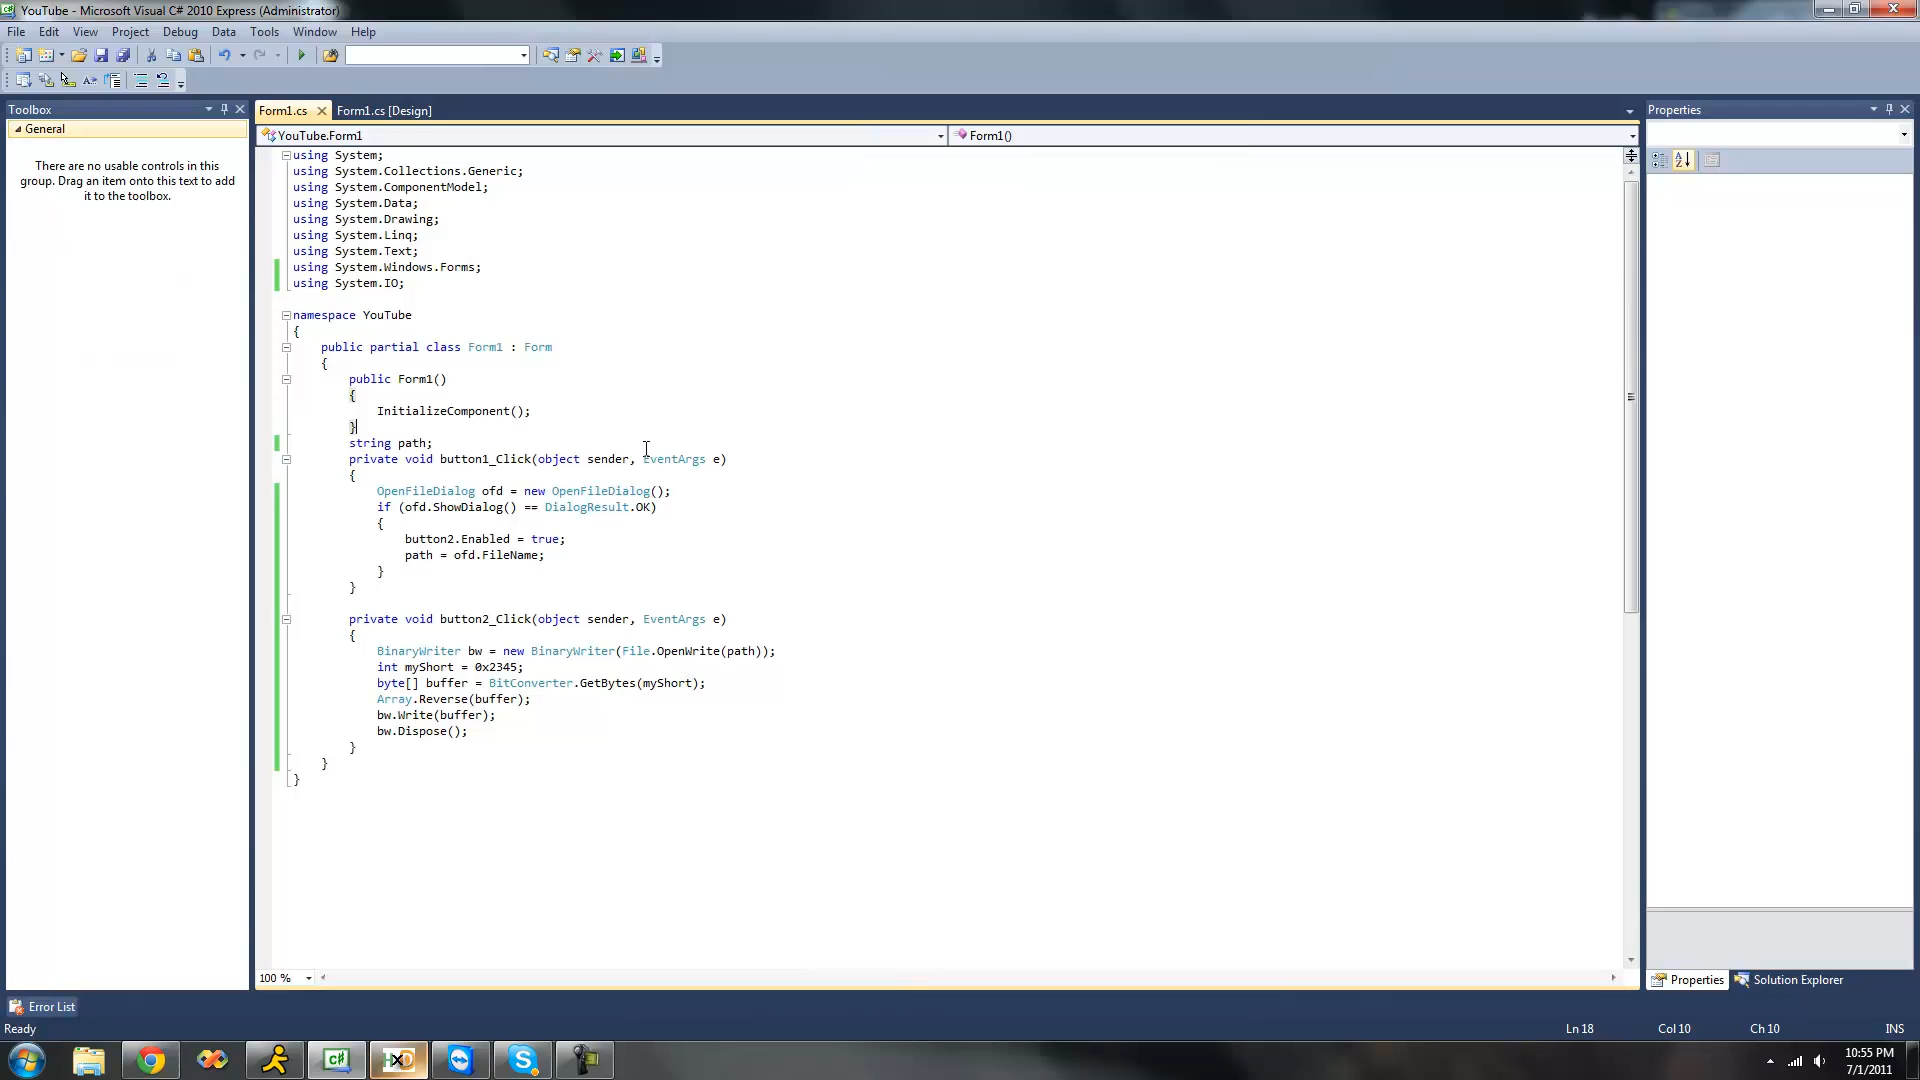 YouTube - Microsoft Visual C# 2010 Express (Administrator)
File Edit View Project Debug Data Tools Window Help
Toolbox
General
There are no usable controls in this
group. Drag an item onto this text to add
it to the toolbox.
Form1.cs Form1.cs [Design]
YouTube.Form1 Form1()
using System;
using System.Collections.Generic;
using System.ComponentModel;
using System.Data;
using System.Drawing;
using System.Linq;
using System.Text;
using System.Windows.Forms;
using System.IO;
namespace YouTube
{
public partial class Form1 : Form
{
public Form1()
{
InitializeComponent();
}
string path;
private void button1_Click(object sender, EventArgs e)
{
OpenFileDialog ofd = new OpenFileDialog();
if (ofd.ShowDialog() == DialogResult.OK)
{
button2.Enabled = true;
path = ofd.FileName;
}
}
private void button2_Click(object sender, EventArgs e)
{
BinaryWriter bw = new BinaryWriter(File.OpenWrite(path));
int myShort = 0x2345;
byte[] buffer = BitConverter.GetBytes(myShort);
Array.Reverse(buffer);
bw.Write(buffer);
bw.Dispose();
}
}
}
100 %
Properties
Properties Solution Explorer
Error List
Ready Ln 18 Col 10 Ch 10 INS
10:55 PM
7/1/2011